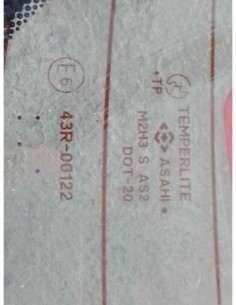 TEMPERLITE
•TP
ASAHI®
M2H3 S AS2
DOT-20
E6
43R-00122